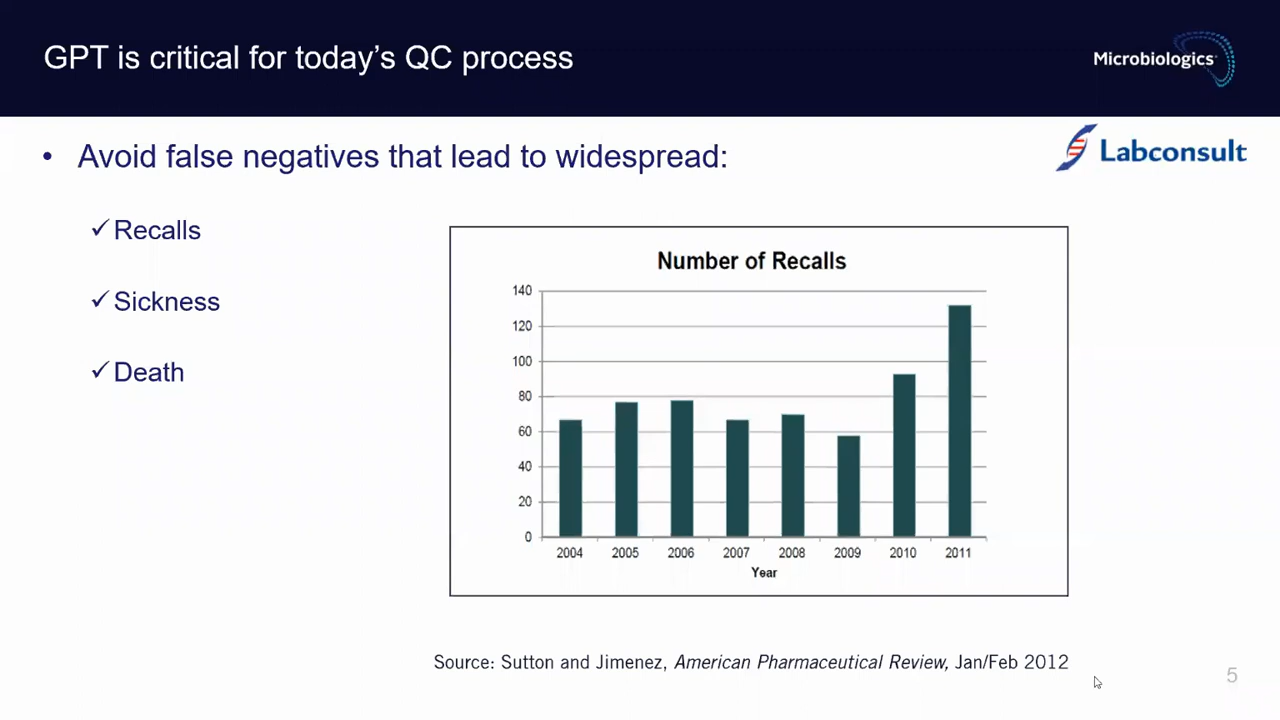 GPT is critical for today's QC process
Microbiologics
Labconsult
• Avoid false negatives that lead to widespread:
✓ Recalls
✓ Sickness
✓ Death
Number of Recalls
140
120
100
80
60
40
20
0
2004 2005 2006 2007 2008 2009 2010 2011
Year
Source: Sutton and Jimenez, American Pharmaceutical Review, Jan/Feb 2012
5